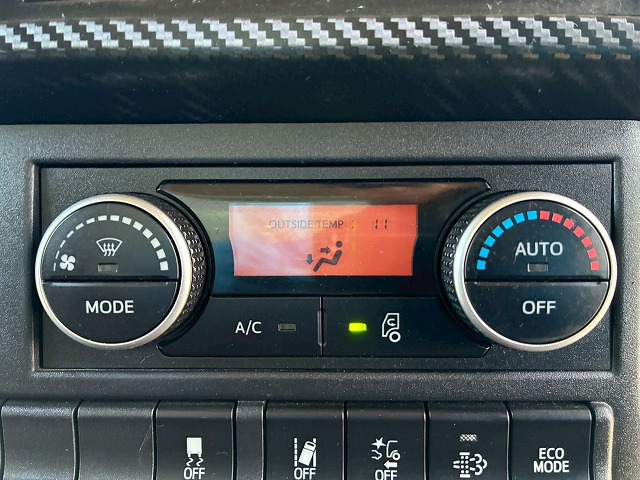 OUTSIDE TEMP 11
AUTO
MODE
OFF
A/C
OFF
OFF
OFF
ECO
MODE